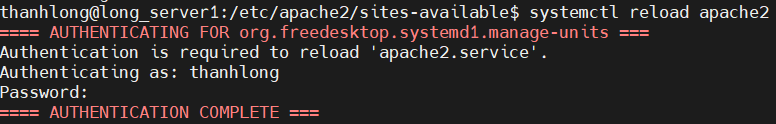 thanhlong@long_server1:/etc/apache2/sites-available$ systemctl reload apache2
==== AUTHENTICATING FOR org.freedesktop.systemd1.manage-units ===
Authentication is required to reload 'apache2.service'.
Authenticating as: thanhlong
Password:
==== AUTHENTICATION COMPLETE ===